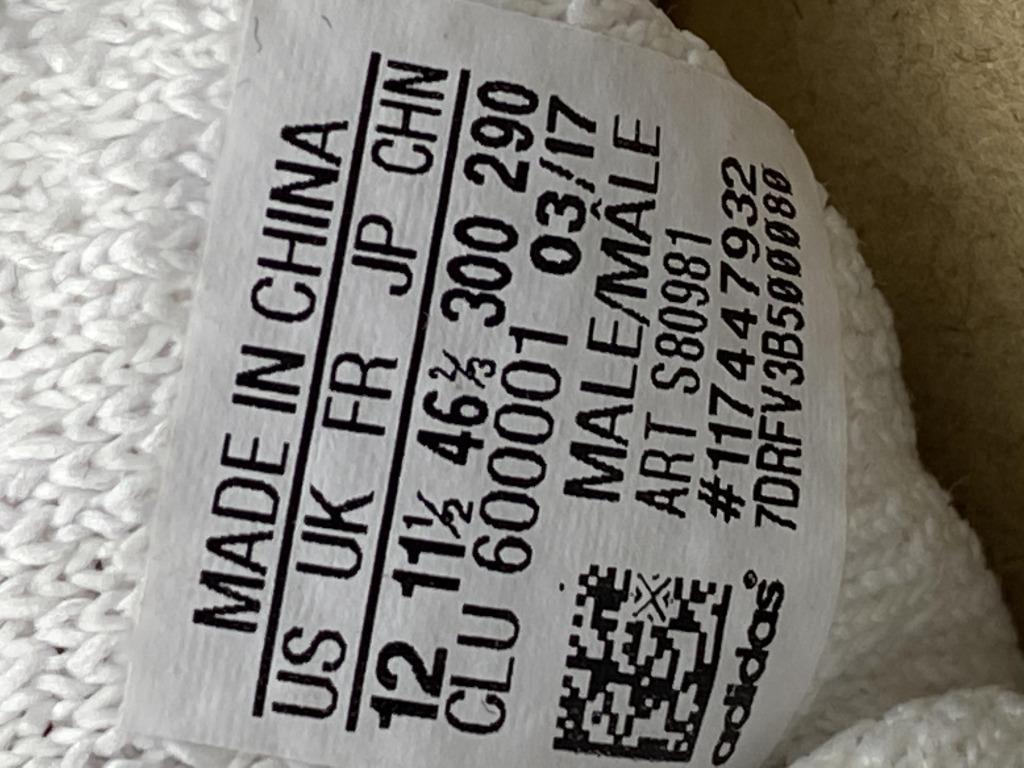 MADE IN CHINA
US UK FR JP CHN
12 11½ 46⅔ 300 290
CLU 600001 03/17
MALE/MÂLE
ART S80981
#117447932
7DRFV3B500080
adidas®